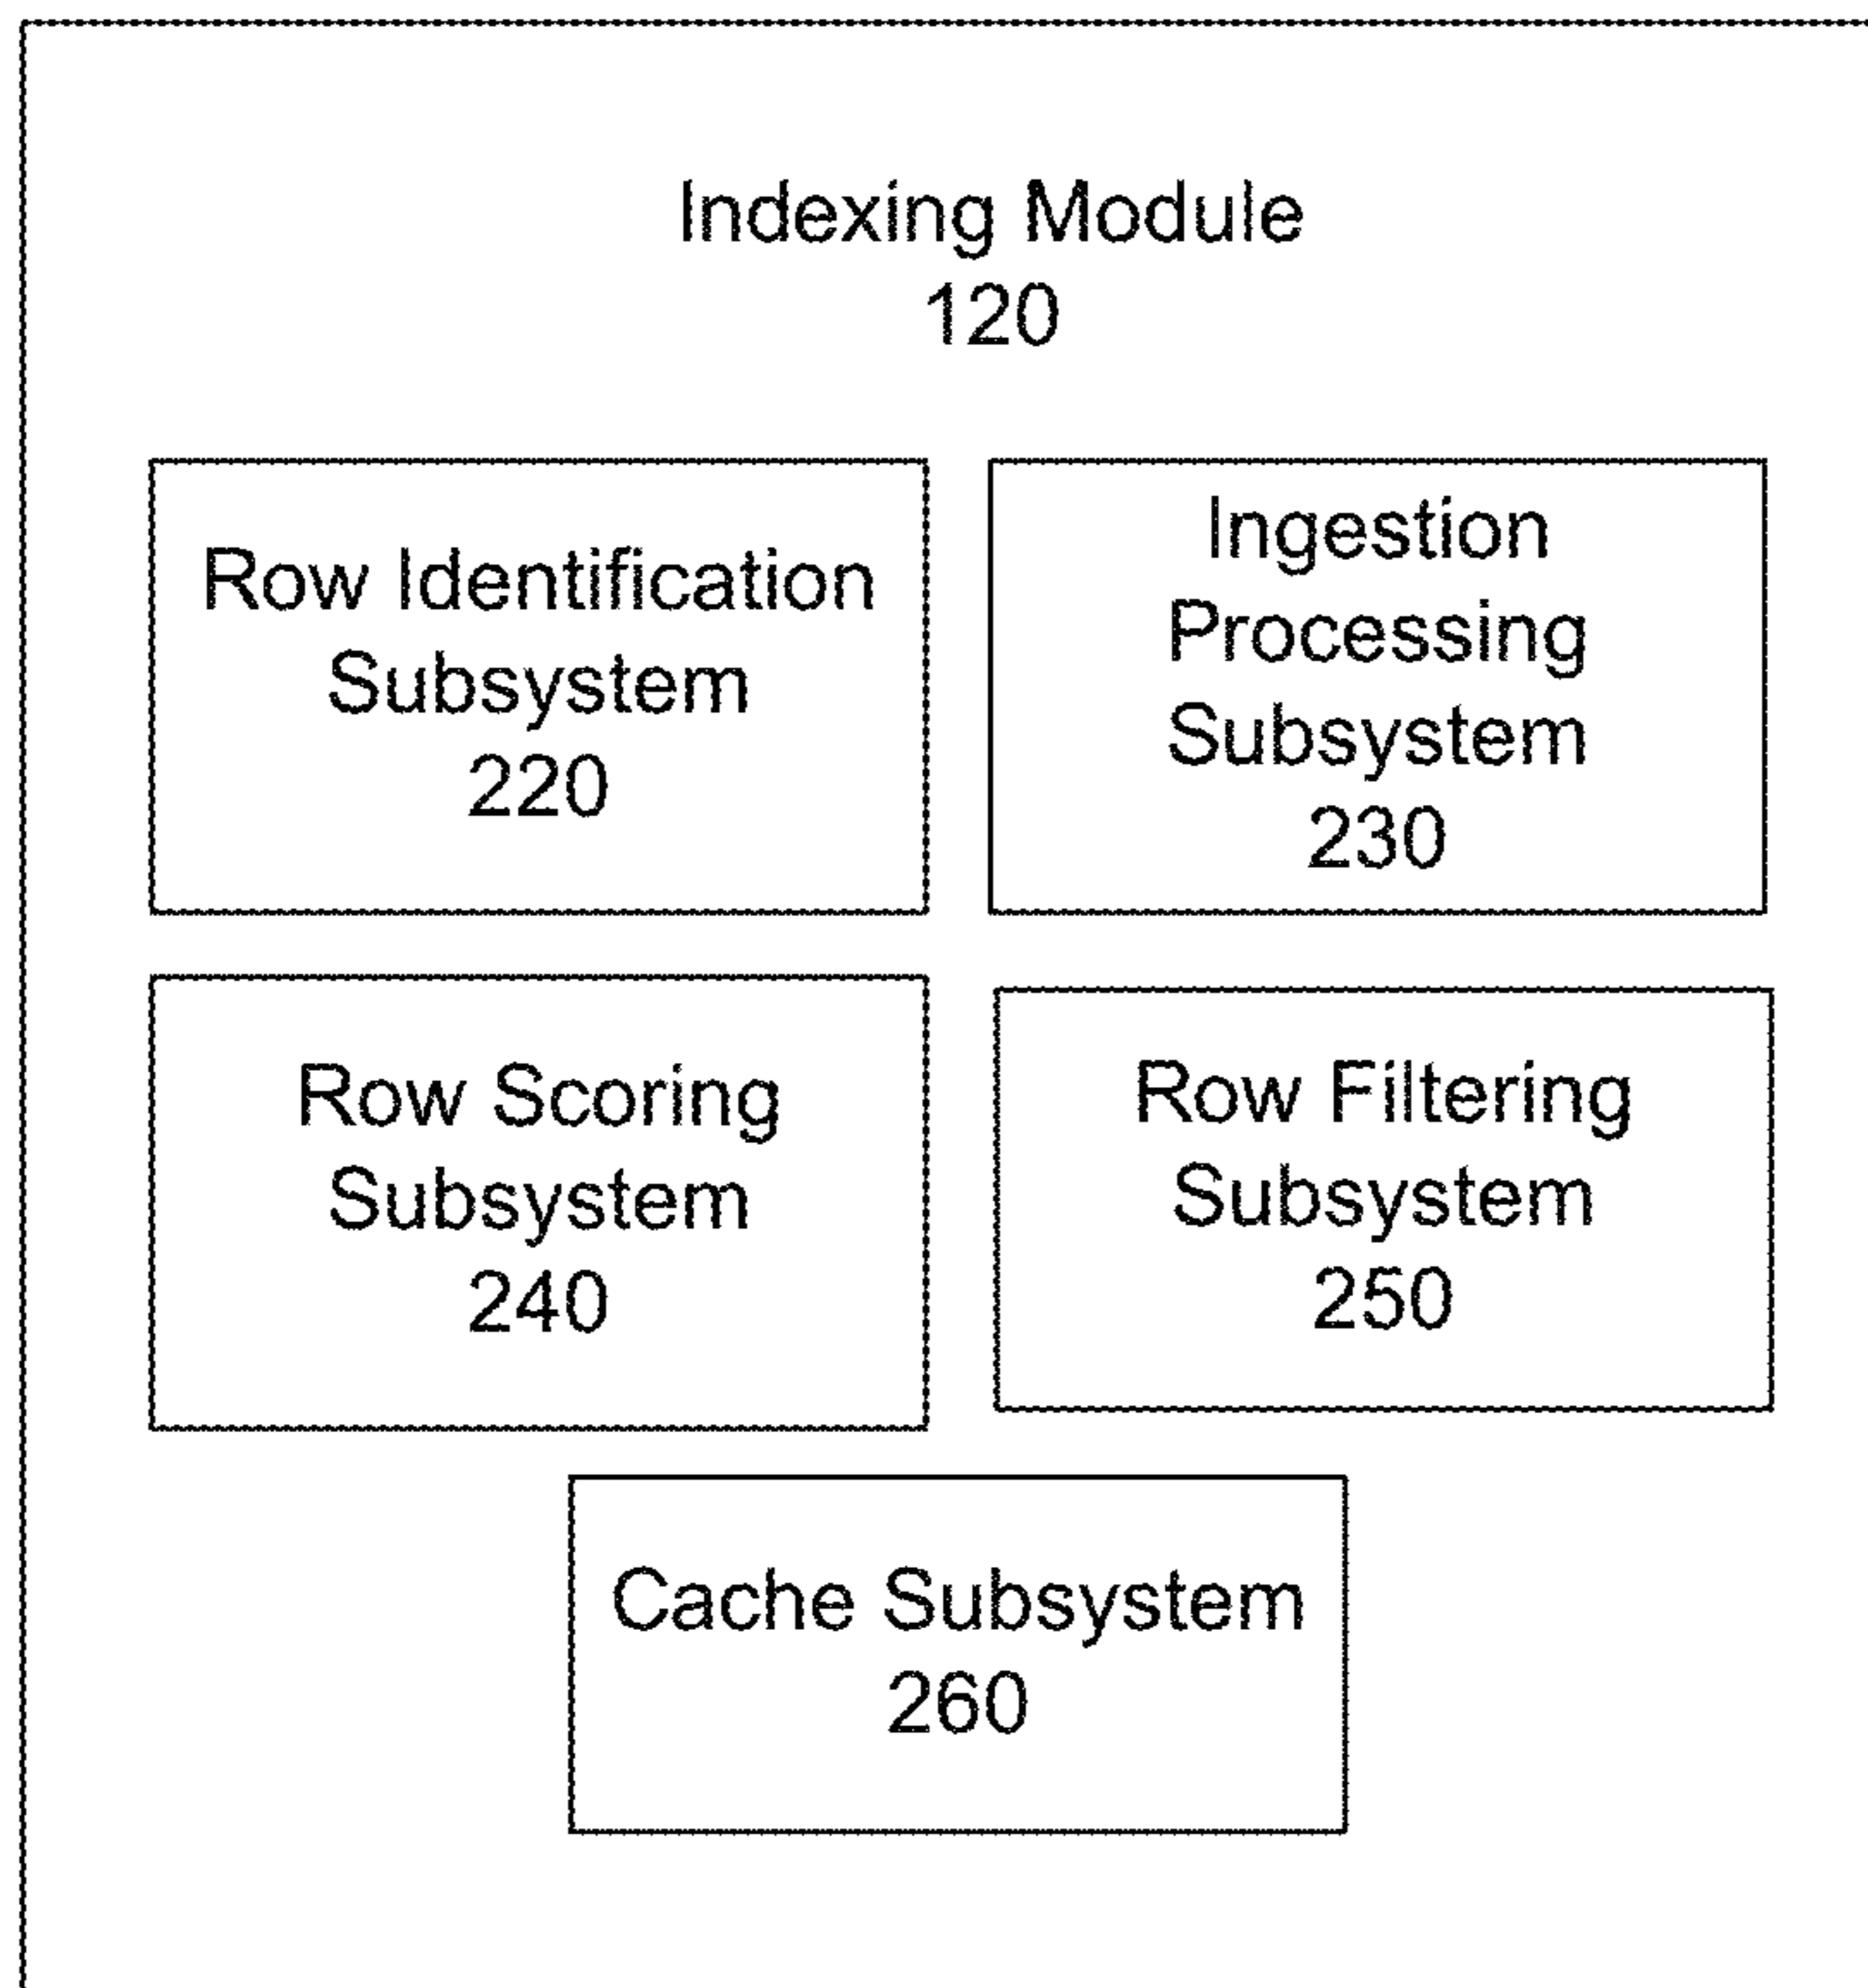 Indexing Module
120
Row Identification
Subsystem
220
Ingestion
Processing
Subsystem
230
Row Scoring
Subsystem
240
Row Filtering
Subsystem
250
Cache Subsystem
260